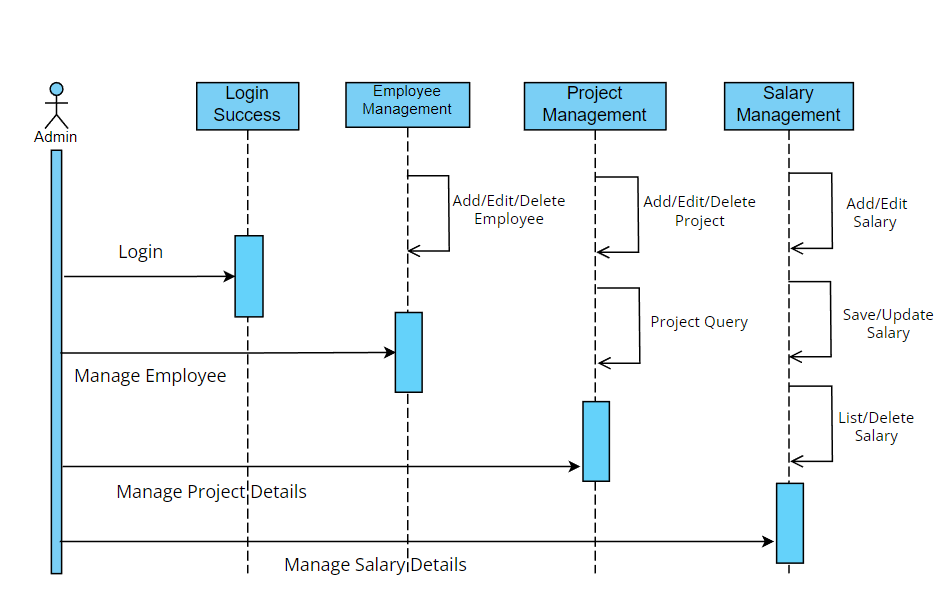 Login
Success
Employee
Management
Project
Management
Salary
Management
Admin
Add/Edit/Delete
Employee
Add/Edit/Delete
Project
Add/Edit
Salary
Login
Save/Update
Salary
Project Query
Manage Employee
List/Delete
Salary
Manage Project Details
Manage Salary Details